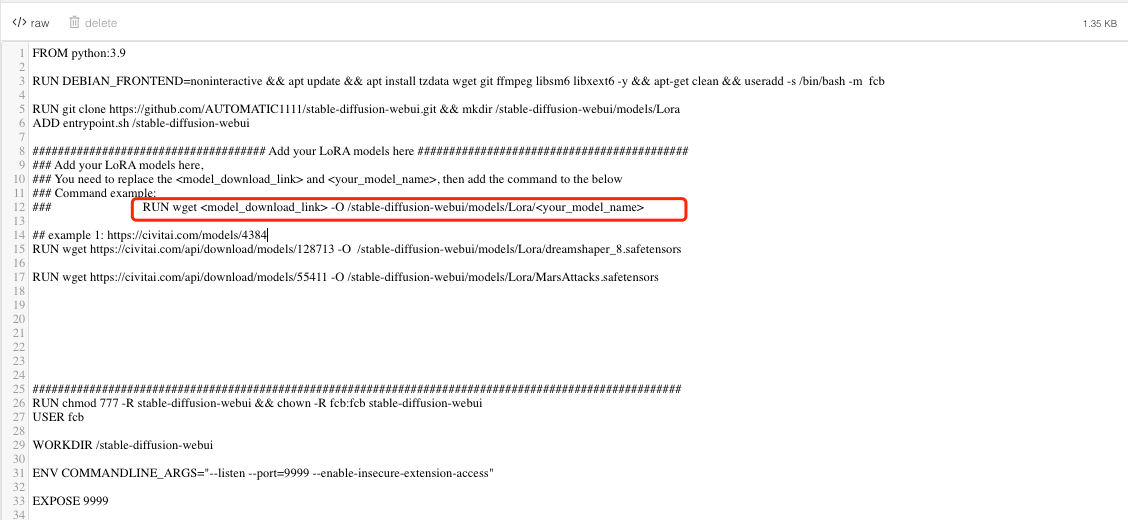 </> raw delete 1.35 KB
1 FROM python:3.9
2
3 RUN DEBIAN_FRONTEND=noninteractive && apt update && apt install tzdata wget git ffmpeg libsm6 libxext6 -y && apt-get clean && useradd -s /bin/bash -m  fcb
4
5 RUN git clone https://github.com/AUTOMATIC1111/stable-diffusion-webui.git && mkdir /stable-diffusion-webui/models/Lora
6 ADD entrypoint.sh /stable-diffusion-webui
7
8 ##################################### Add your LoRA models here ###########################################
9 ### Add your LoRA models here,
10 ### You need to replace the <model_download_link> and <your_model_name>, then add the command to the below
11 ### Command example:
12 ### RUN wget <model_download_link> -O /stable-diffusion-webui/models/Lora/<your_model_name>
13
14 ## example 1: https://civitai.com/models/4384
15 RUN wget https://civitai.com/api/download/models/128713 -O  /stable-diffusion-webui/models/Lora/dreamshaper_8.safetensors
16
17 RUN wget https://civitai.com/api/download/models/55411 -O /stable-diffusion-webui/models/Lora/MarsAttacks.safetensors
18
19
20
21
22
23
24
25 #######################################################################################################
26 RUN chmod 777 -R stable-diffusion-webui && chown -R fcb:fcb stable-diffusion-webui
27 USER fcb
28
29 WORKDIR /stable-diffusion-webui
30
31 ENV COMMANDLINE_ARGS="--listen --port=9999 --enable-insecure-extension-access"
32
33 EXPOSE 9999
34